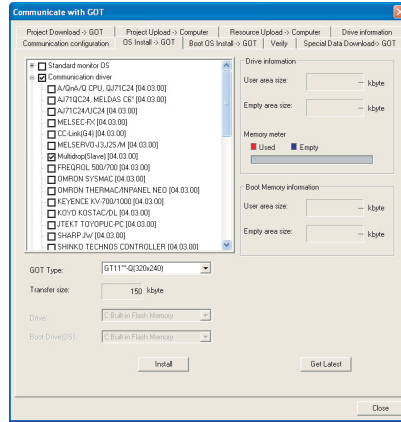 Communicate with GOT
Project Download -> GOT
Project Upload -> Computer
Resource Upload -> Computer
Drive information
Communication configuration
OS Install -> GOT
Boot OS Install -> GOT
Verify
Special Data Download-> GOT
Standard monitor OS
Communication driver
A/QnA/Q CPU, QJ71C24 [04.03.00]
AJ71QC24, MELDAS C6* [04.03.00]
AJ71C24/UC24 [04.03.00]
MELSEC-FX [04.03.00]
CC-Link(G4) [04.03.00]
MELSERVO-J3,J2S/M [04.03.00]
Multidrop(Slave) [04.03.00]
FREQROL 500/700 [04.03.00]
OMRON SYSMAC [04.03.00]
OMRON THERMAC/INPANEL NEO [04.03.00]
KEYENCE KV-700/1000 [04.03.00]
KOYO KOSTAC/DL [04.03.00]
JTEKT TOYOPUC-PC [04.03.00]
SHARP JW [04.03.00]
SHINKO TECHNOS CONTROLLER [04.03.00]
Drive information
User area size: -- kbyte
Empty area size: -- kbyte
Memory meter
Used Empty
Boot Memory information
User area size: -- kbyte
Empty area size: -- kbyte
GOT Type: GT11**-Q(320x240)
Transfer size: 150 kbyte
Drive: C:Built-in Flash Memory
Boot Drive(OS): C:Built-in Flash Memory
Install
Get Latest
Close